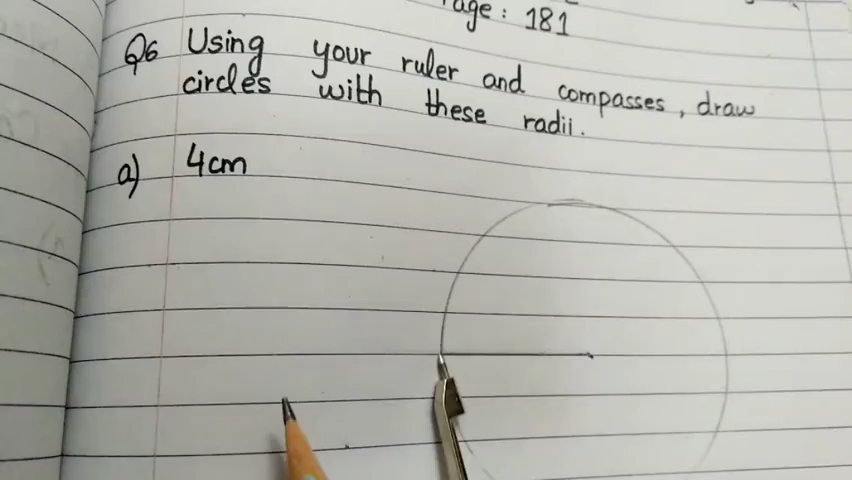 Page: 181
Q6 Using your ruler and compasses, draw
circles with these radii.
a) 4cm